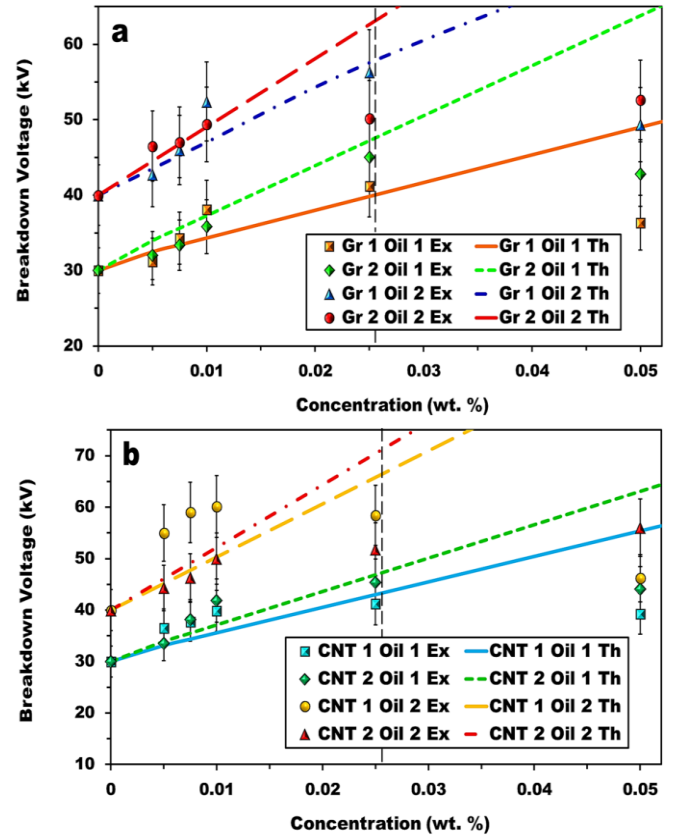 a
Breakdown Voltage (kV)
60
50
40
30
20
Gr 1 Oil 1 Ex Gr 1 Oil 1 Th
Gr 2 Oil 1 Ex Gr 2 Oil 1 Th
Gr 1 Oil 2 Ex Gr 1 Oil 2 Th
Gr 2 Oil 2 Ex Gr 2 Oil 2 Th
0 0.01 0.02 0.03 0.04 0.05
Concentration (wt. %)
b
Breakdown Voltage (kV)
70
60
50
40
30
20
10
CNT 1 Oil 1 Ex CNT 1 Oil 1 Th
CNT 2 Oil 1 Ex CNT 2 Oil 1 Th
CNT 1 Oil 2 Ex CNT 1 Oil 2 Th
CNT 2 Oil 2 Ex CNT 2 Oil 2 Th
0 0.01 0.02 0.03 0.04 0.05
Concentration (wt. %)